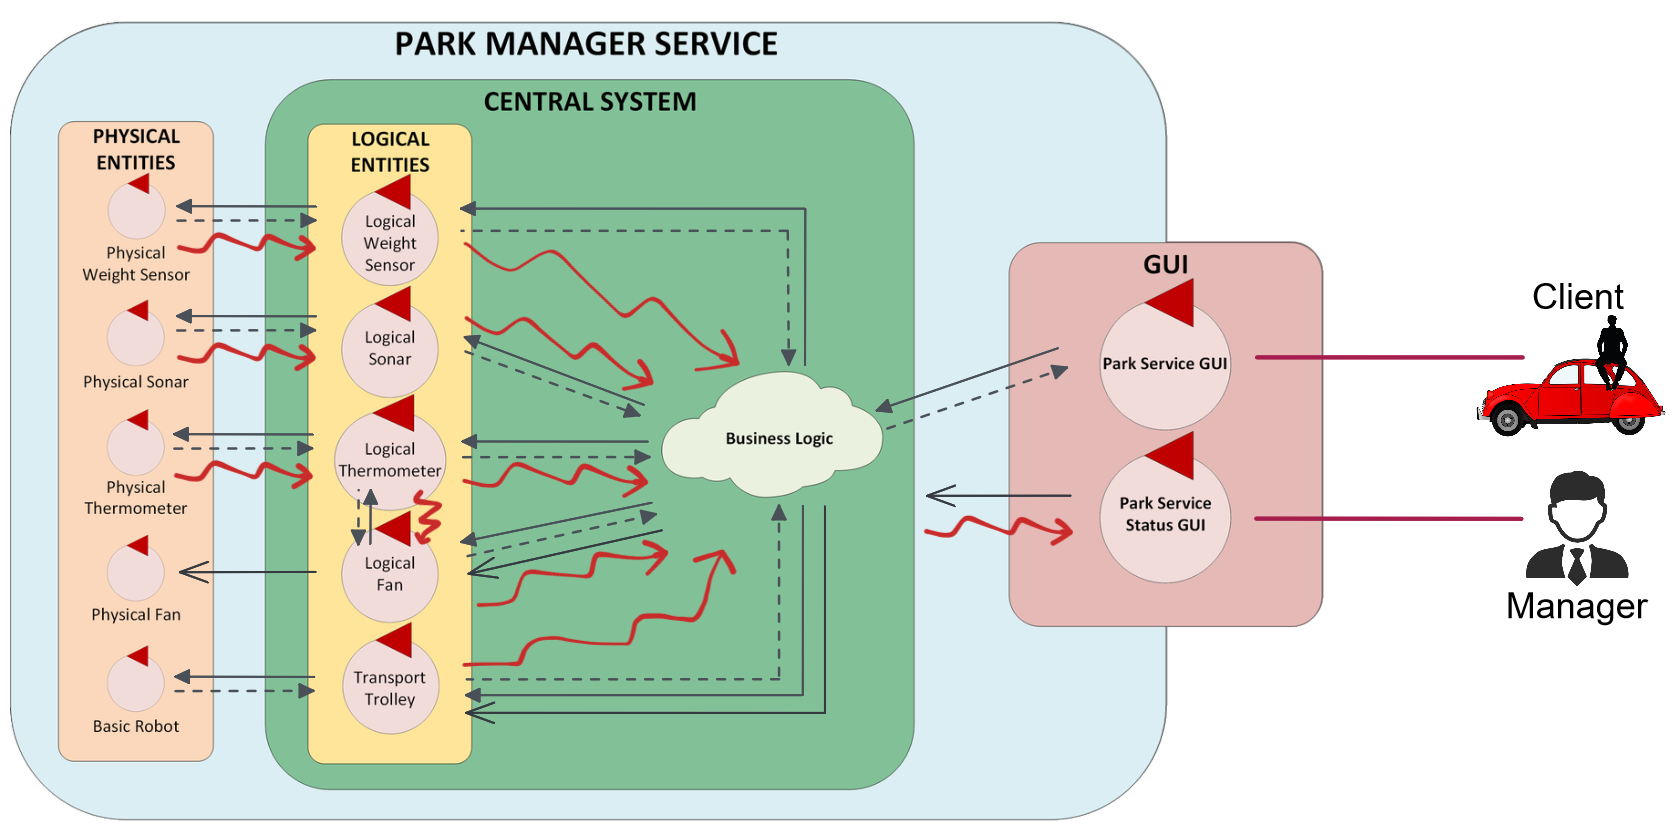 PARK MANAGER SERVICE
CENTRAL SYSTEM
PHYSICAL
ENTITIES
Physical
Weight Sensor
Physical Sonar
Physical
Thermometer
Physical Fan
Basic Robot
LOGICAL
ENTITIES
Logical
Weight
Sensor
Logical
Sonar
Logical
Thermometer
Logical
Fan
Transport
Trolley
Business Logic
GUI
Park Service GUI
Park Service
Status GUI
Client
Manager